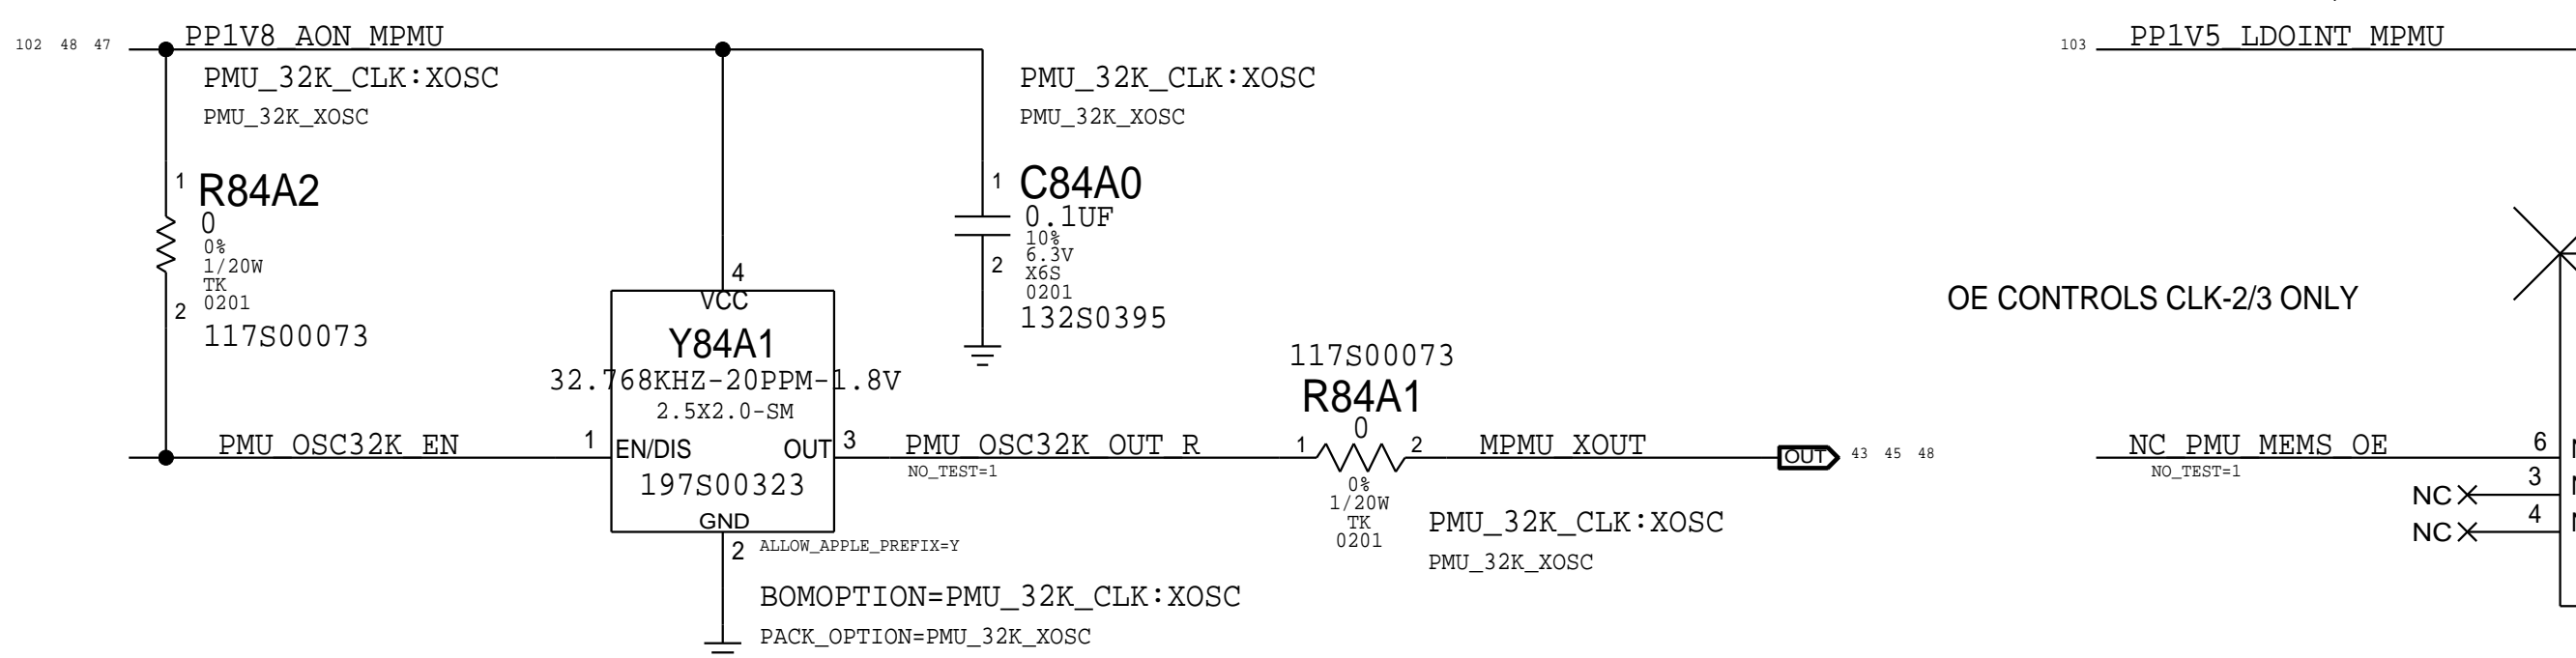 102 48 47
PP1V8_AON_MPMU
PMU_32K_CLK:XOSC
PMU_32K_XOSC
1
R84A2
0
0%
1/20W
TK
0201
2
117S00073
PMU_32K_CLK:XOSC
PMU_32K_XOSC
1
C84A0
0.1UF
10%
6.3V
X6S
0201
2
132S0395
4
VCC
Y84A1
32.768KHZ-20PPM-1.8V
2.5X2.0-SM
PMU_OSC32K_EN
1
EN/DIS
OUT
3
197S00323
GND
2
ALLOW_APPLE_PREFIX=Y
BOMOPTION=PMU_32K_CLK:XOSC
PACK_OPTION=PMU_32K_XOSC
PMU_OSC32K_OUT_R
NO_TEST=1
117S00073
R84A1
0
1
2
0%
1/20W
TK
0201
MPMU_XOUT
OUT
43 45 48
PMU_32K_CLK:XOSC
PMU_32K_XOSC
103
PP1V5_LDOINT_MPMU
OE CONTROLS CLK-2/3 ONLY
NC_PMU_MEMS_OE
NO_TEST=1
6
NC
3
NC
4